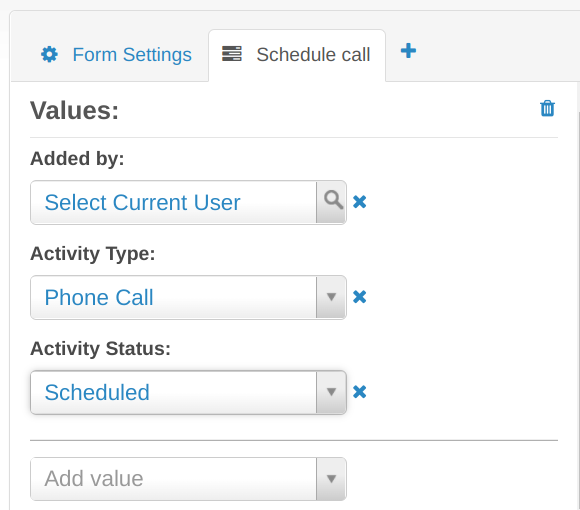 Form Settings
Schedule call
Values:
Added by:
Select Current User
Activity Type:
Phone Call
Activity Status:
Scheduled
Add value